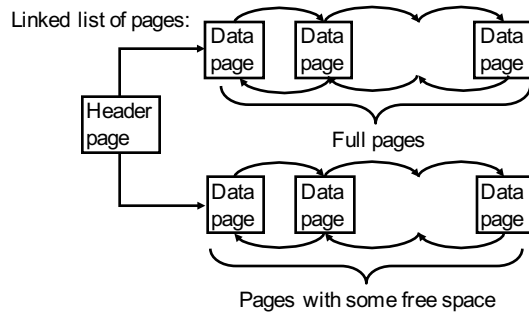 Linked list of pages:
Data
page
Data
page
Data
page
Header
page
Full pages
Data
page
Data
page
Data
page
Pages with some free space